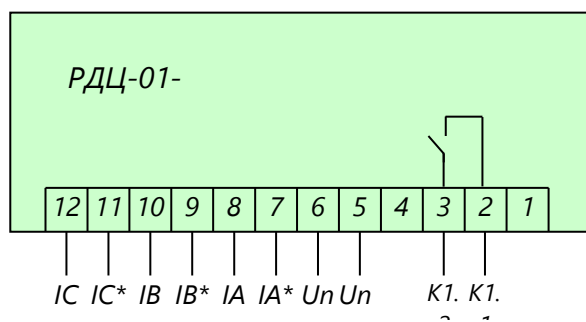 РДЦ-01-
12 11 10 9 8 7 6 5 4 3 2 1
IC IC* IB IB* IA IA* Un Un K1. K1.